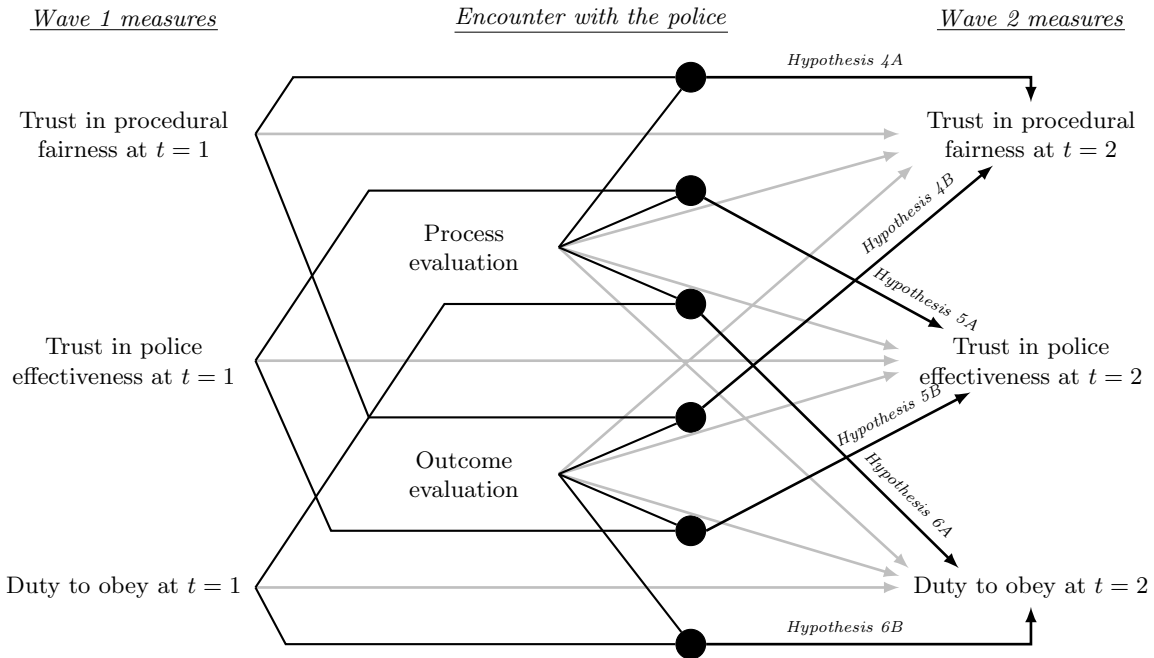 Wave 1 measures
Encounter with the police
Wave 2 measures
Hypothesis 4A
Trust in procedural
fairness at t = 1
Trust in procedural
fairness at t = 2
Hypothesis 4B
Process
evaluation
Hypothesis 5A
Trust in police
effectiveness at t = 1
Trust in police
effectiveness at t = 2
Hypothesis 5B
Outcome
evaluation
Hypothesis 6A
Duty to obey at t = 1
Duty to obey at t = 2
Hypothesis 6B